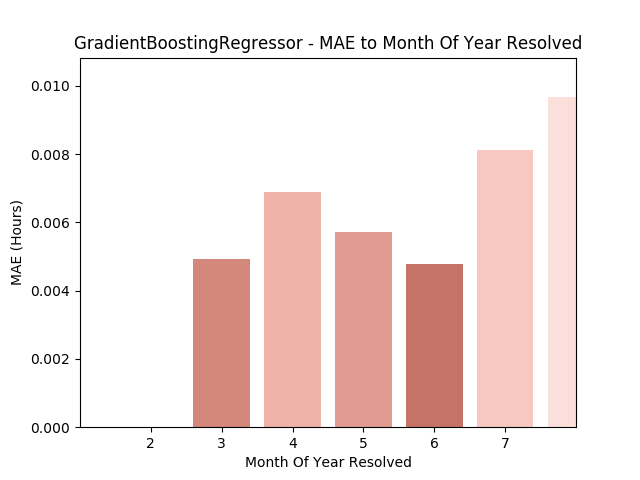 GradientBoostingRegressor - MAE to Month Of Year Resolved
0.010
0.008
0.006
0.004
0.002
0.000
MAE (Hours)
2 3 4 5 6 7
Month Of Year Resolved